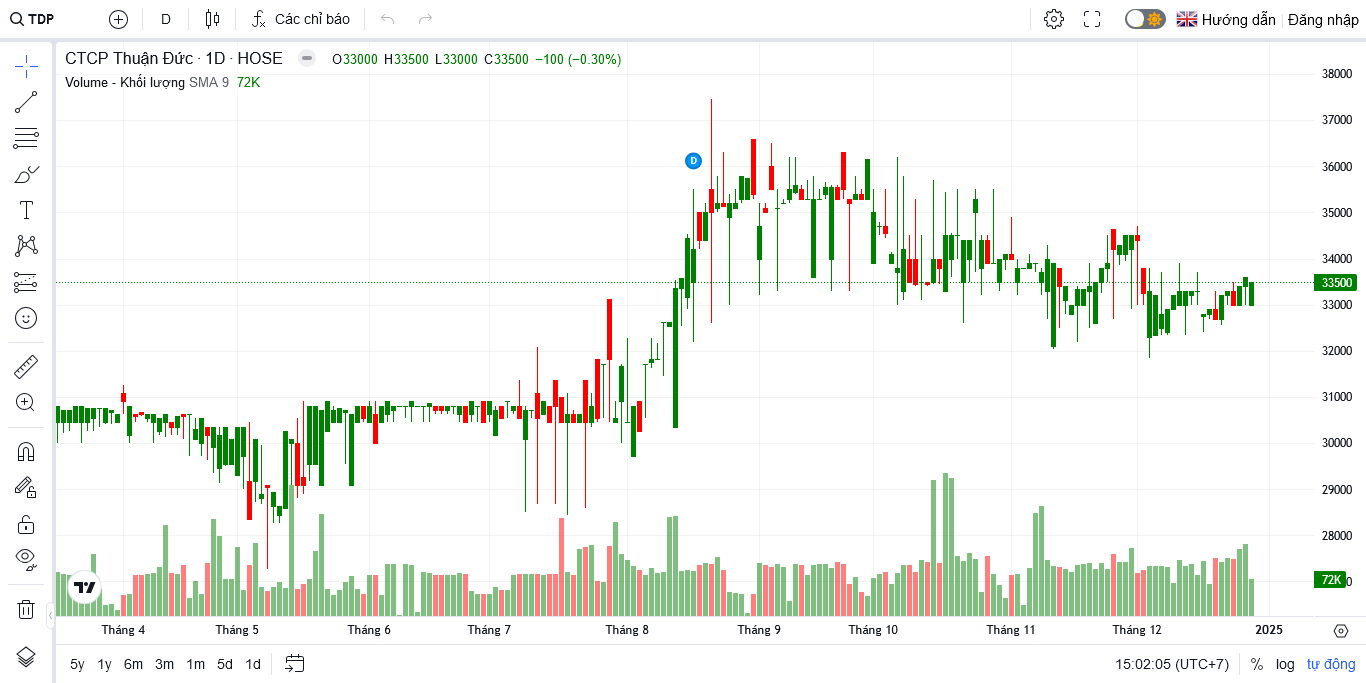 TDP D Các chỉ báo Hướng dẫn Đăng nhập
CTCP Thuận Đức · 1D · HOSE O33000 H33500 L33000 C33500 −100 (−0.30%)
Volume - Khối lượng SMA 9 72K
D
38000
37000
36000
35000
34000
33500
33000
32000
31000
30000
29000
28000
72K
Tháng 4 Tháng 5 Tháng 6 Tháng 7 Tháng 8 Tháng 9 Tháng 10 Tháng 11 Tháng 12 2025
5y 1y 6m 3m 1m 5d 1d 15:02:05 (UTC+7) % log tự động